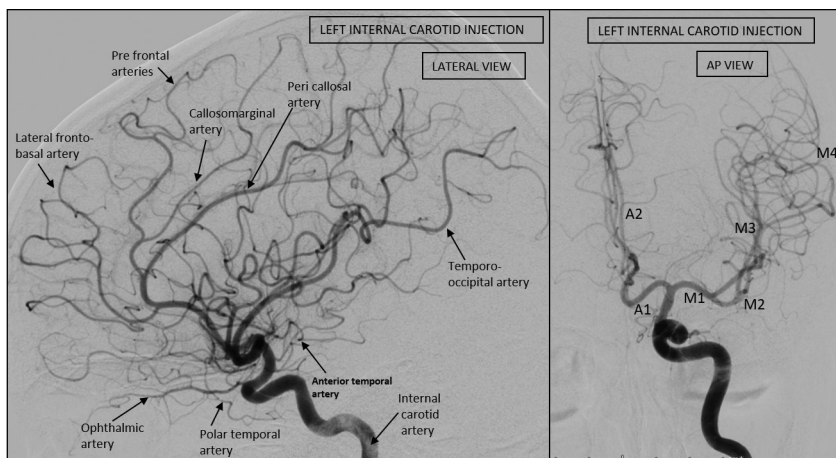 LEFT INTERNAL CAROTID INJECTION
LATERAL VIEW
Pre frontal
arteries
Peri callosal
artery
Callosomarginal
artery
Lateral fronto-
basal artery
Temporo-
occipital artery
Anterior temporal
artery
Internal
carotid
artery
Ophthalmic
artery
Polar temporal
artery
LEFT INTERNAL CAROTID INJECTION
AP VIEW
M4
A2
M3
M1
M2
A1